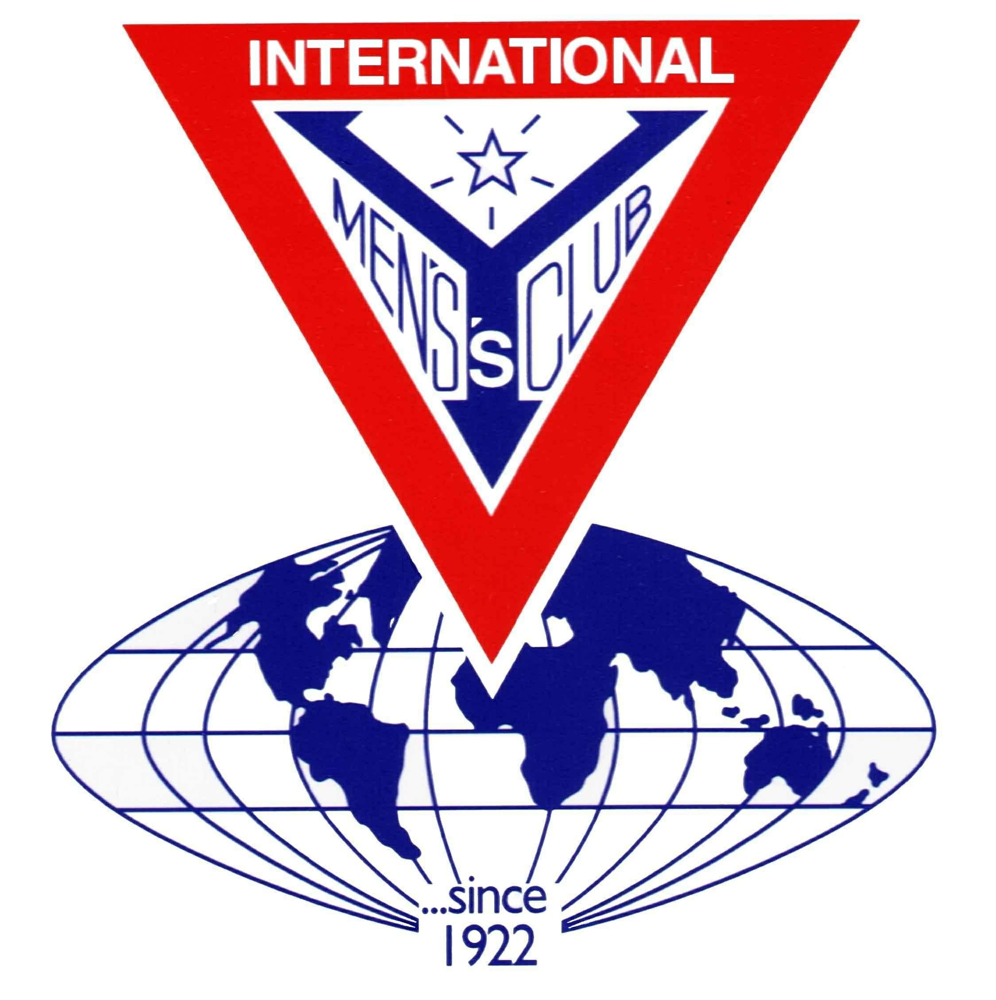 INTERNATIONAL
Y's
MEN'S
CLUB
...since
1922